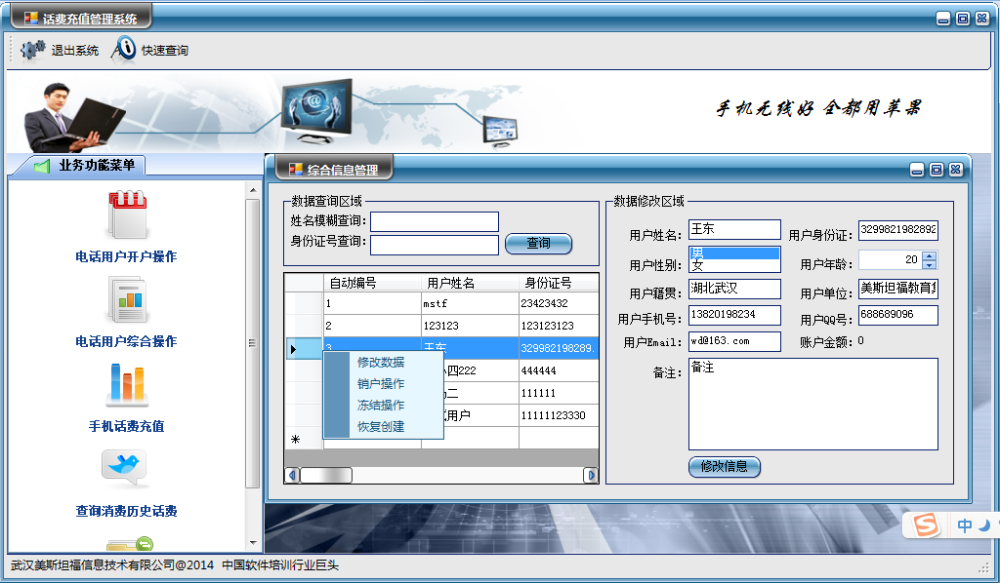 话费充值管理系统
退出系统 快速查询
手机无线好 全都用苹果
业务功能菜单
电话用户开户操作
电话用户综合操作
手机话费充值
查询消费历史话费
综合信息管理
数据查询区域
姓名模糊查询:
身份证号查询:
查询
自动编号 用户姓名 身份证号
1 mstf 23423432
2 123123 123123123
3 王东 329982198289.
四222 444444
二 111111
用户 11111123330
*
修改数据
销户操作
冻结操作
恢复创建
数据修改区域
用户姓名: 王东 用户身份证: 3299821982892
用户性别: 男 女 用户年龄: 20
用户籍贯: 湖北武汉 用户单位: 美斯坦福教育集
用户手机号: 13820198234 用户QQ号: 688689096
用户Email: wd@163.com 账户金额: 0
备注: 备注
修改信息
S 中
武汉美斯坦福信息技术有限公司@2014 中国软件培训行业巨头